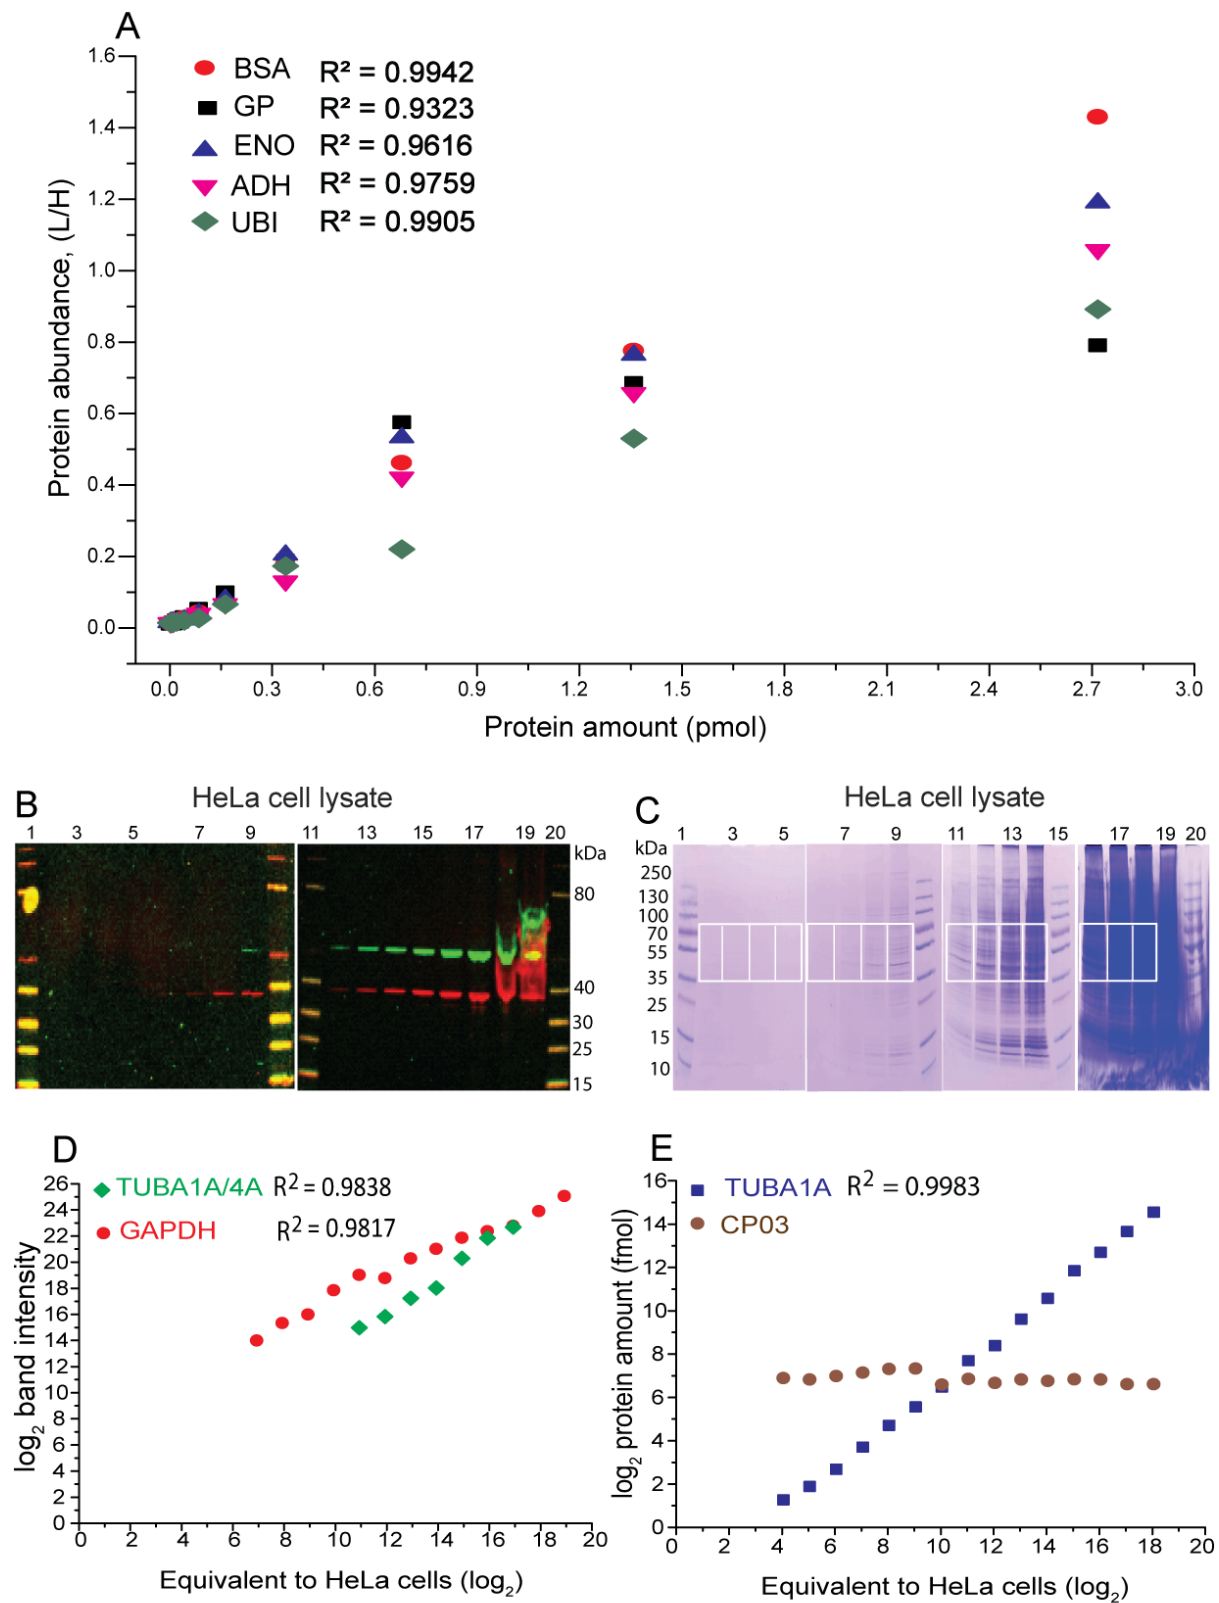 A
1.6
1.4
1.2
1.0
0.8
0.6
0.4
0.2
0.0
Protein abundance, (L/H)
BSA R² = 0.9942
GP R² = 0.9323
ENO R² = 0.9616
ADH R² = 0.9759
UBI R² = 0.9905
0.0 0.3 0.6 0.9 1.2 1.5 1.8 2.1 2.4 2.7 3.0
Protein amount (pmol)
B
HeLa cell lysate
1 3 5 7 9 11 13 15 17 19 20
kDa
80
40
30
25
15
C
HeLa cell lysate
1 3 5 7 9 11 13 15 17 19 20
kDa
250
130
100
70
55
35
25
15
10
D
26
24
22
20
18
16
14
12
10
8
6
4
2
0
log2 band intensity
TUBA1A/4A R2 = 0.9838
GAPDH R2 = 0.9817
0 2 4 6 8 10 12 14 16 18 20
Equivalent to HeLa cells (log2)
E
16
14
12
10
8
6
4
2
0
log2 protein amount (fmol)
TUBA1A R2 = 0.9983
CP03
0 2 4 6 8 10 12 14 16 18 20
Equivalent to HeLa cells (log2)